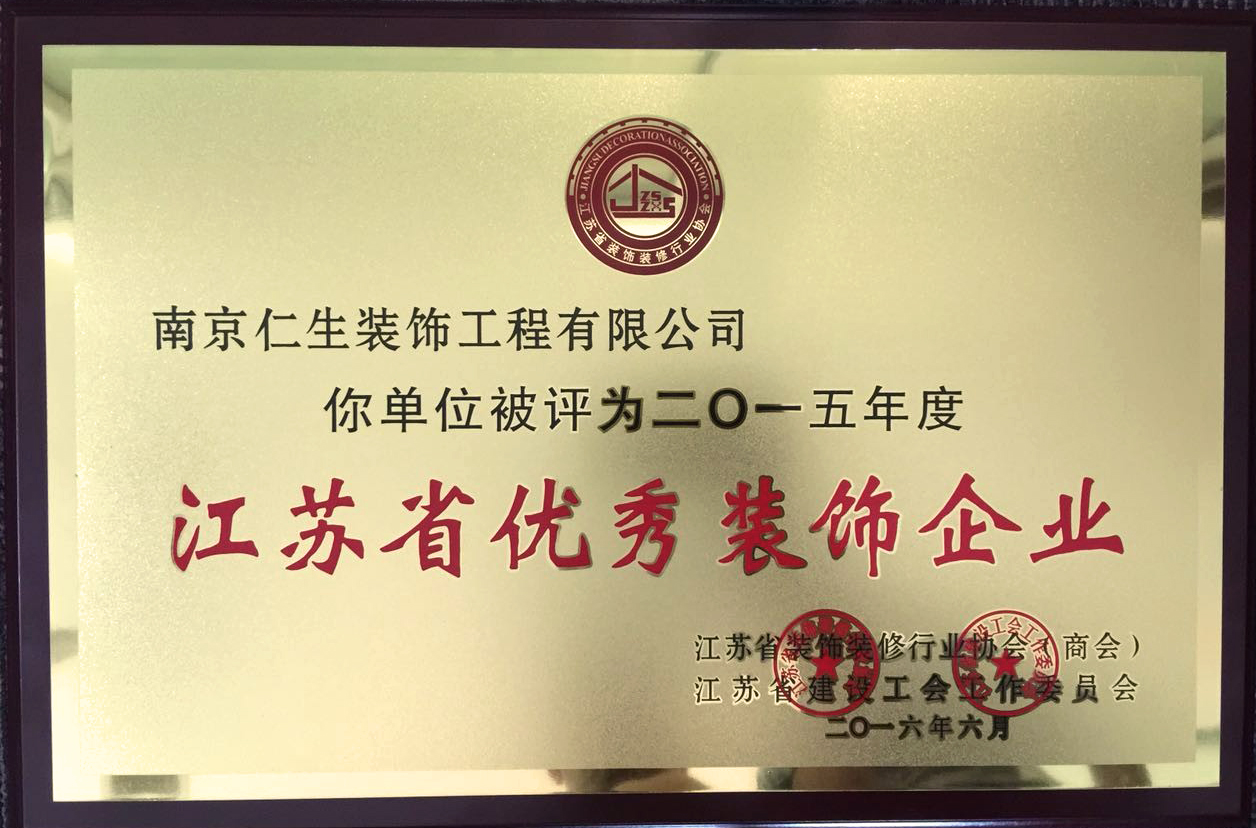 JIANGSU DECORATION ASSOCIATION
JZSZXS
江苏省装饰装修行业协会
南京仁生装饰工程有限公司
你单位被评为二〇一五年度
江苏省优秀装饰企业
江苏省装饰装修行业协会（商会）
江苏省建设工会工作委员会
二〇一六年六月